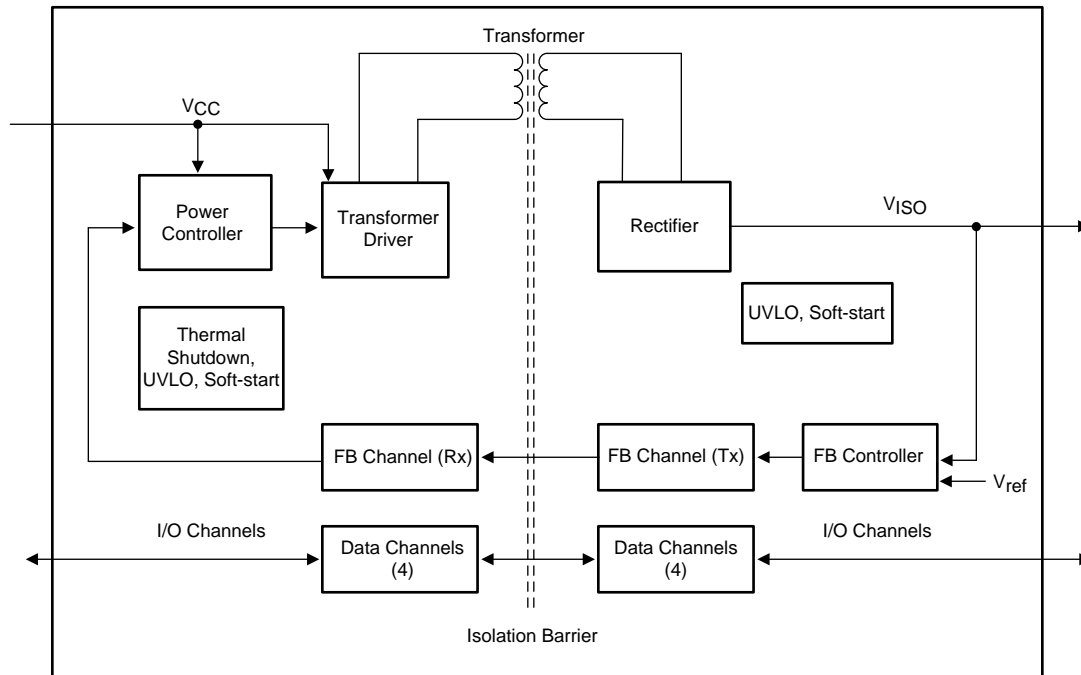 Transformer
VCC
Power
Controller
Transformer
Driver
Rectifier
VISO
Thermal
Shutdown,
UVLO, Soft-start
UVLO, Soft-start
FB Channel (Rx)
FB Channel (Tx)
FB Controller
Vref
I/O Channels
Data Channels
(4)
Data Channels
(4)
I/O Channels
Isolation Barrier